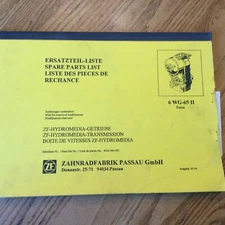 ERSATZTEIL-LISTE
SPARE PARTS LIST
LISTE DES PIECES DE
RECHANGE
6 WG-65 II
ZF-HYDROMEDIA-GETRIEBE
ZF-HYDROMEDIA-TRANSMISSION
BOITE DE VITESSES ZF-HYDROMEDIA
ZAHNRADFABRIK PASSAU GmbH
Donaustr. 25-71 94034 Passau
ZF